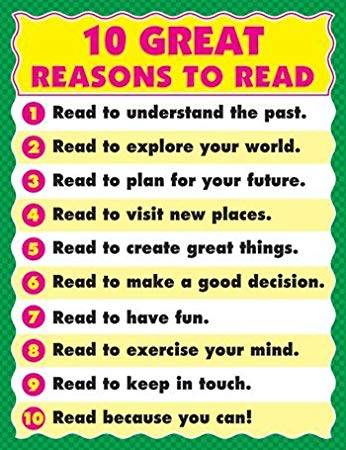 10 GREAT
REASONS TO READ
1 Read to understand the past.
2 Read to explore your world.
3 Read to plan for your future.
4 Read to visit new places.
5 Read to create great things.
6 Read to make a good decision.
7 Read to have fun.
8 Read to exercise your mind.
9 Read to keep in touch.
10 Read because you can!